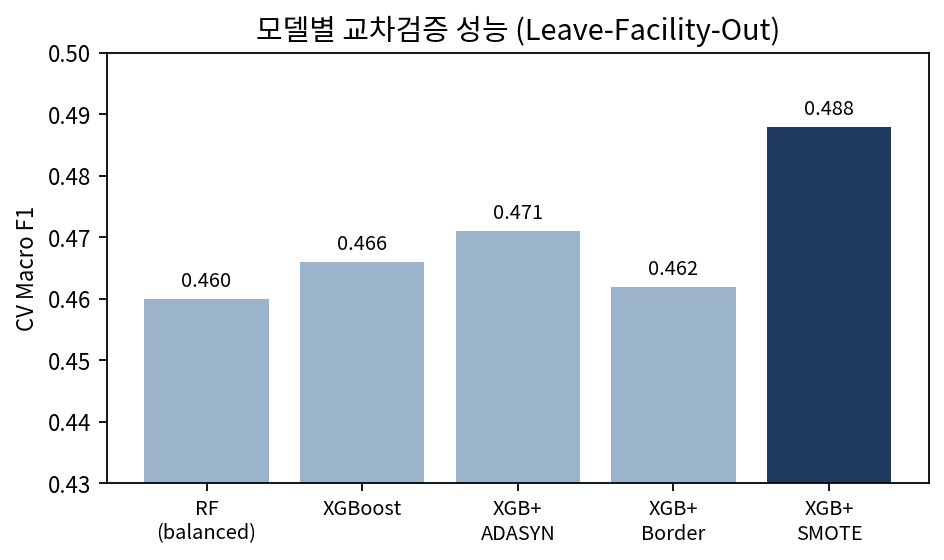 모델별 교차검증 성능 (Leave-Facility-Out)
CV Macro F1
0.50
0.49
0.48
0.47
0.46
0.45
0.44
0.43
0.460
0.466
0.471
0.462
0.488
RF
(balanced)
XGBoost
XGB+
ADASYN
XGB+
Border
XGB+
SMOTE